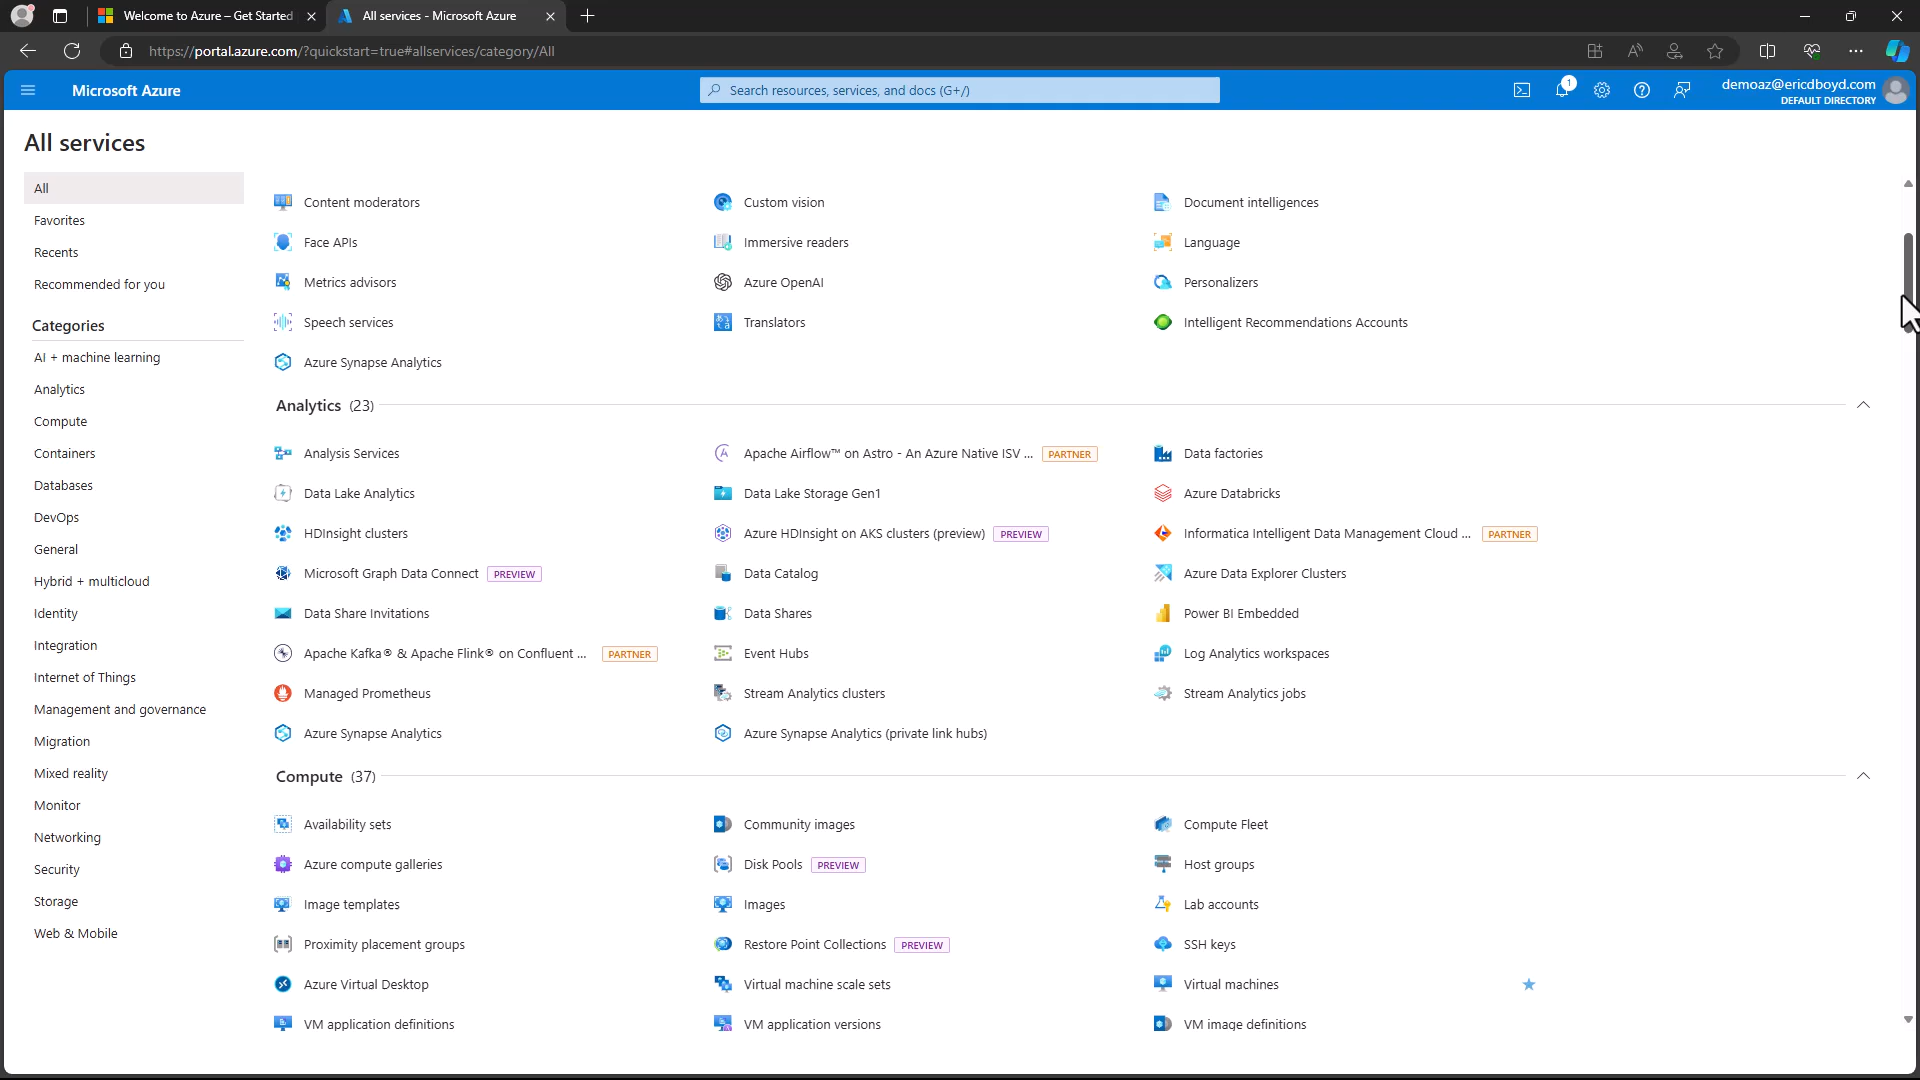 Welcome to Azure – Get Started
All services - Microsoft Azure
https://portal.azure.com/?quickstart=true#allservices/category/All
Microsoft Azure
Search resources, services, and docs (G+/)
1
demoaz@ericdboyd.com
DEFAULT DIRECTORY
All services
All
Favorites
Recents
Recommended for you
Categories
AI + machine learning
Analytics
Compute
Containers
Databases
DevOps
General
Hybrid + multicloud
Identity
Integration
Internet of Things
Management and governance
Migration
Mixed reality
Monitor
Networking
Security
Storage
Web & Mobile
Content moderators
Custom vision
Document intelligences
Face APIs
Immersive readers
Language
Metrics advisors
Azure OpenAI
Personalizers
Speech services
Translators
Intelligent Recommendations Accounts
Azure Synapse Analytics
Analytics (23)
Analysis Services
Apache Airflow™ on Astro - An Azure Native ISV ... PARTNER
Data factories
Data Lake Analytics
Data Lake Storage Gen1
Azure Databricks
HDInsight clusters
Azure HDInsight on AKS clusters (preview) PREVIEW
Informatica Intelligent Data Management Cloud ... PARTNER
Microsoft Graph Data Connect PREVIEW
Data Catalog
Azure Data Explorer Clusters
Data Share Invitations
Data Shares
Power BI Embedded
Apache Kafka® & Apache Flink® on Confluent ... PARTNER
Event Hubs
Log Analytics workspaces
Managed Prometheus
Stream Analytics clusters
Stream Analytics jobs
Azure Synapse Analytics
Azure Synapse Analytics (private link hubs)
Compute (37)
Availability sets
Community images
Compute Fleet
Azure compute galleries
Disk Pools PREVIEW
Host groups
Image templates
Images
Lab accounts
Proximity placement groups
Restore Point Collections PREVIEW
SSH keys
Azure Virtual Desktop
Virtual machine scale sets
Virtual machines
VM application definitions
VM application versions
VM image definitions